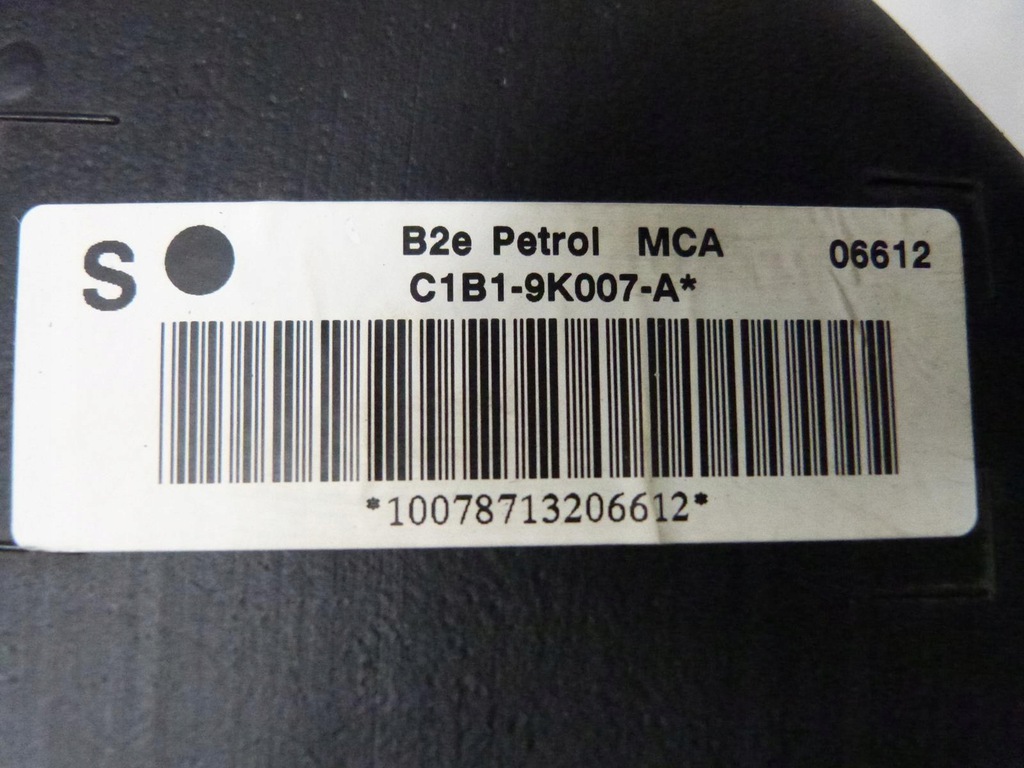 S B2e Petrol MCA 06612
C1B1-9K007-A*
*10078713206612*